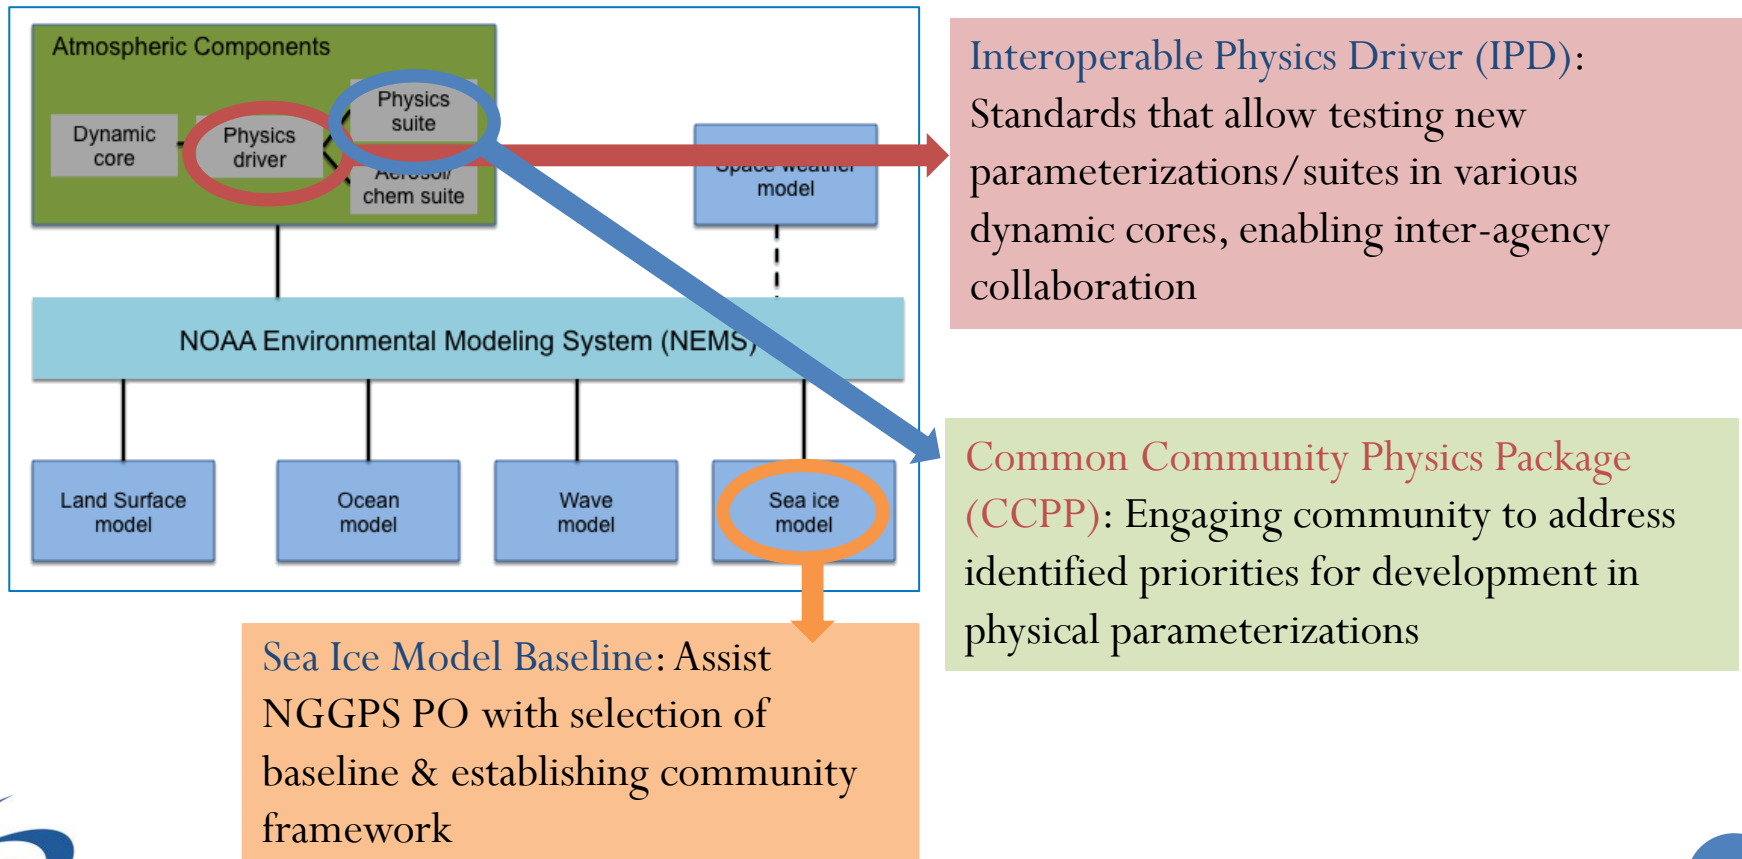 Atmospheric Components
Dynamic
core
Physics
driver
Physics
suite
Aerosol/
chem suite
Space weather
model
NOAA Environmental Modeling System (NEMS)
Land Surface
model
Ocean
model
Wave
model
Sea ice
model
Interoperable Physics Driver (IPD):
Standards that allow testing new
parameterizations/suites in various
dynamic cores, enabling inter-agency
collaboration
Common Community Physics Package
(CCPP): Engaging community to address
identified priorities for development in
physical parameterizations
Sea Ice Model Baseline: Assist
NGGPS PO with selection of
baseline & establishing community
framework